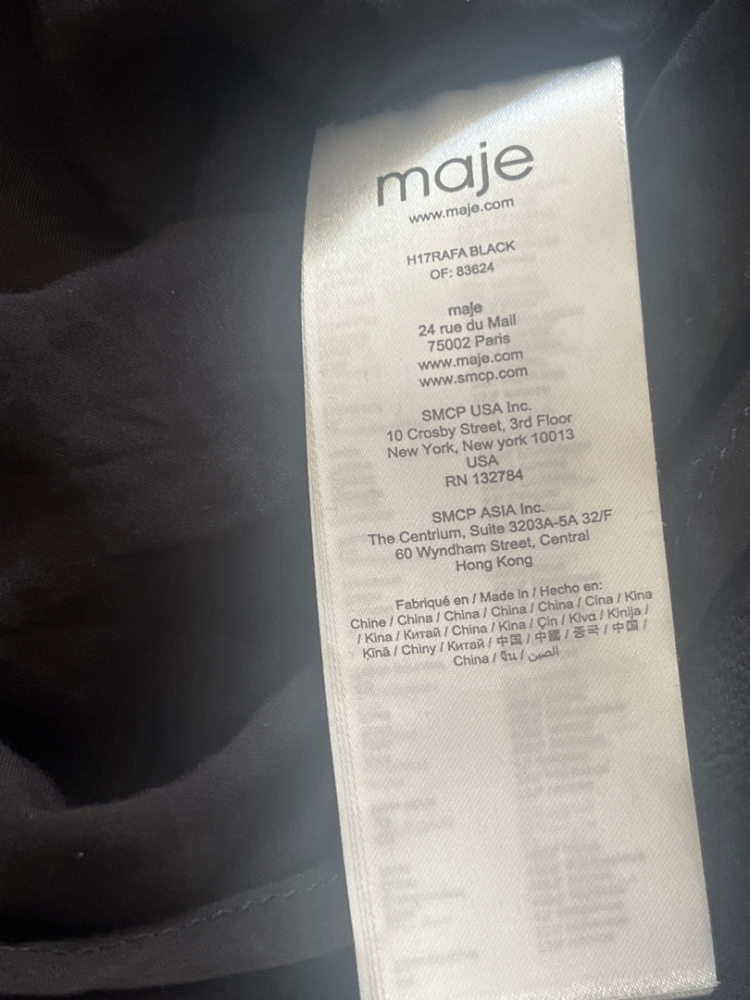 maje
www.maje.com
H17RAFA BLACK
OF: 83624
maje
24 rue du Mail
75002 Paris
www.maje.com
www.smcp.com
SMCP USA Inc.
10 Crosby Street, 3rd Floor
New York, New york 10013
USA
RN 132784
SMCP ASIA Inc.
The Centrium, Suite 3203A-5A 32/F
60 Wyndham Street, Central
Hong Kong
Fabriqué en / Made in / Hecho en:
Chine / China / China / China / China / Cina / Kina
/ Kina / Китай / China / Kina / Çin / Κίνα / Kinija /
Ķīnā / Chiny / Китай / 中国 / 中國 / 중국 / 中国 /
China / จีน / الصين